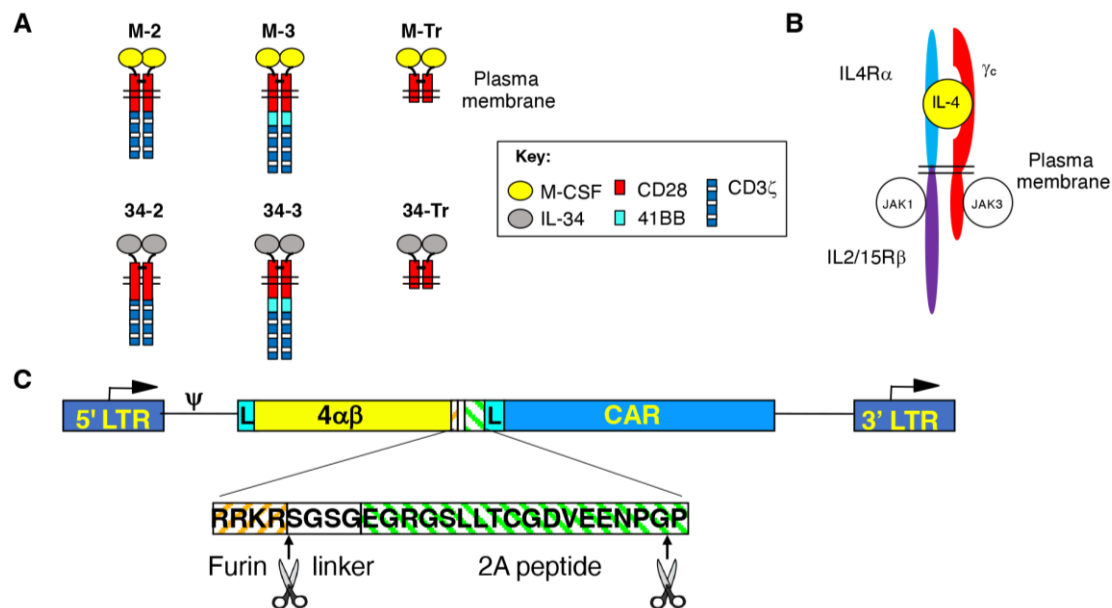 A
M-2 M-3 M-Tr
Plasma
membrane
Key:
M-CSF CD28 CD3ζ
IL-34 41BB
34-2 34-3 34-Tr
B
IL4Rα γc
IL-4
Plasma
membrane
JAK1 JAK3
IL2/15Rβ
C
5' LTR ψ L 4αβ L CAR 3' LTR
RRKRSGSGEGRGSLLTCGDVEENPGP
Furin linker 2A peptide